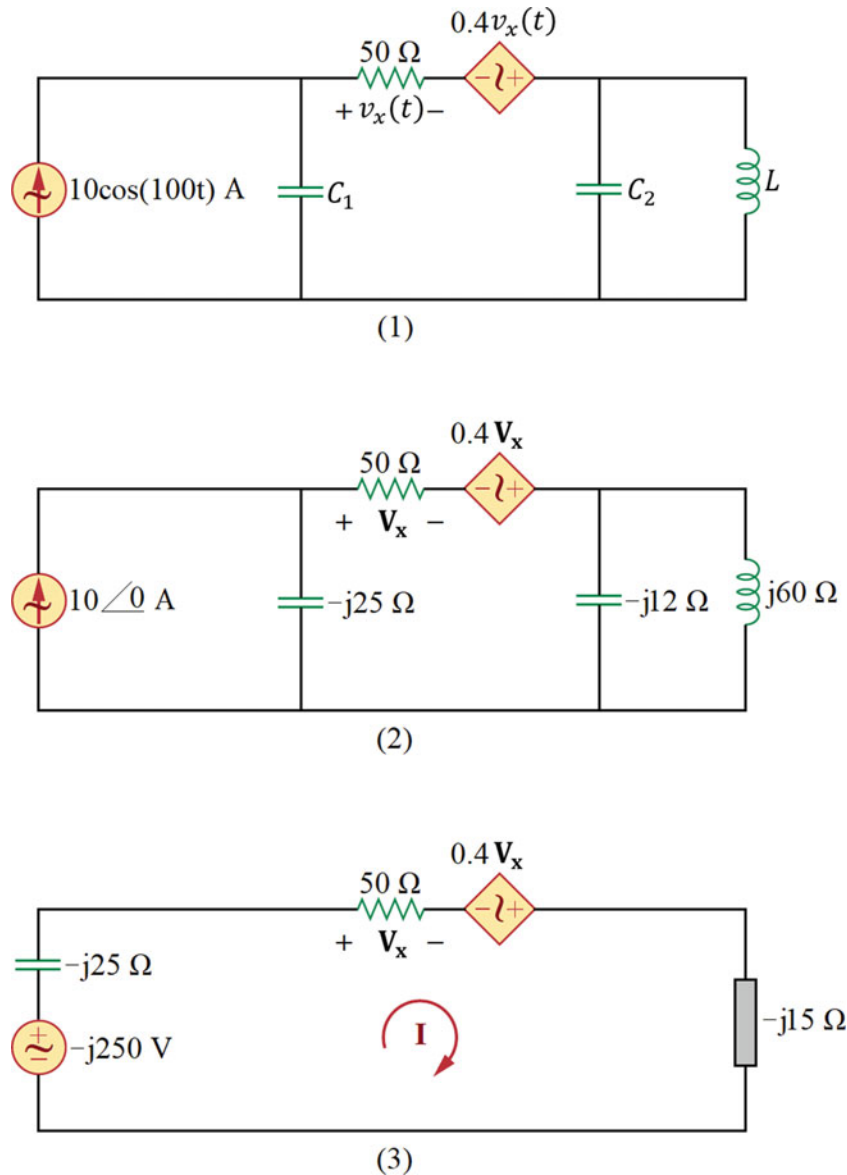 0.4vₓ(t)
50 Ω
− +
+ vₓ(t) −
10cos(100t) A
C₁
C₂
L
(1)
0.4 Vₓ
50 Ω
− +
+ Vₓ −
10∠0 A
−j25 Ω
−j12 Ω
j60 Ω
(2)
0.4 Vₓ
50 Ω
− +
+ Vₓ −
−j25 Ω
+
−
−j250 V
I
−j15 Ω
(3)